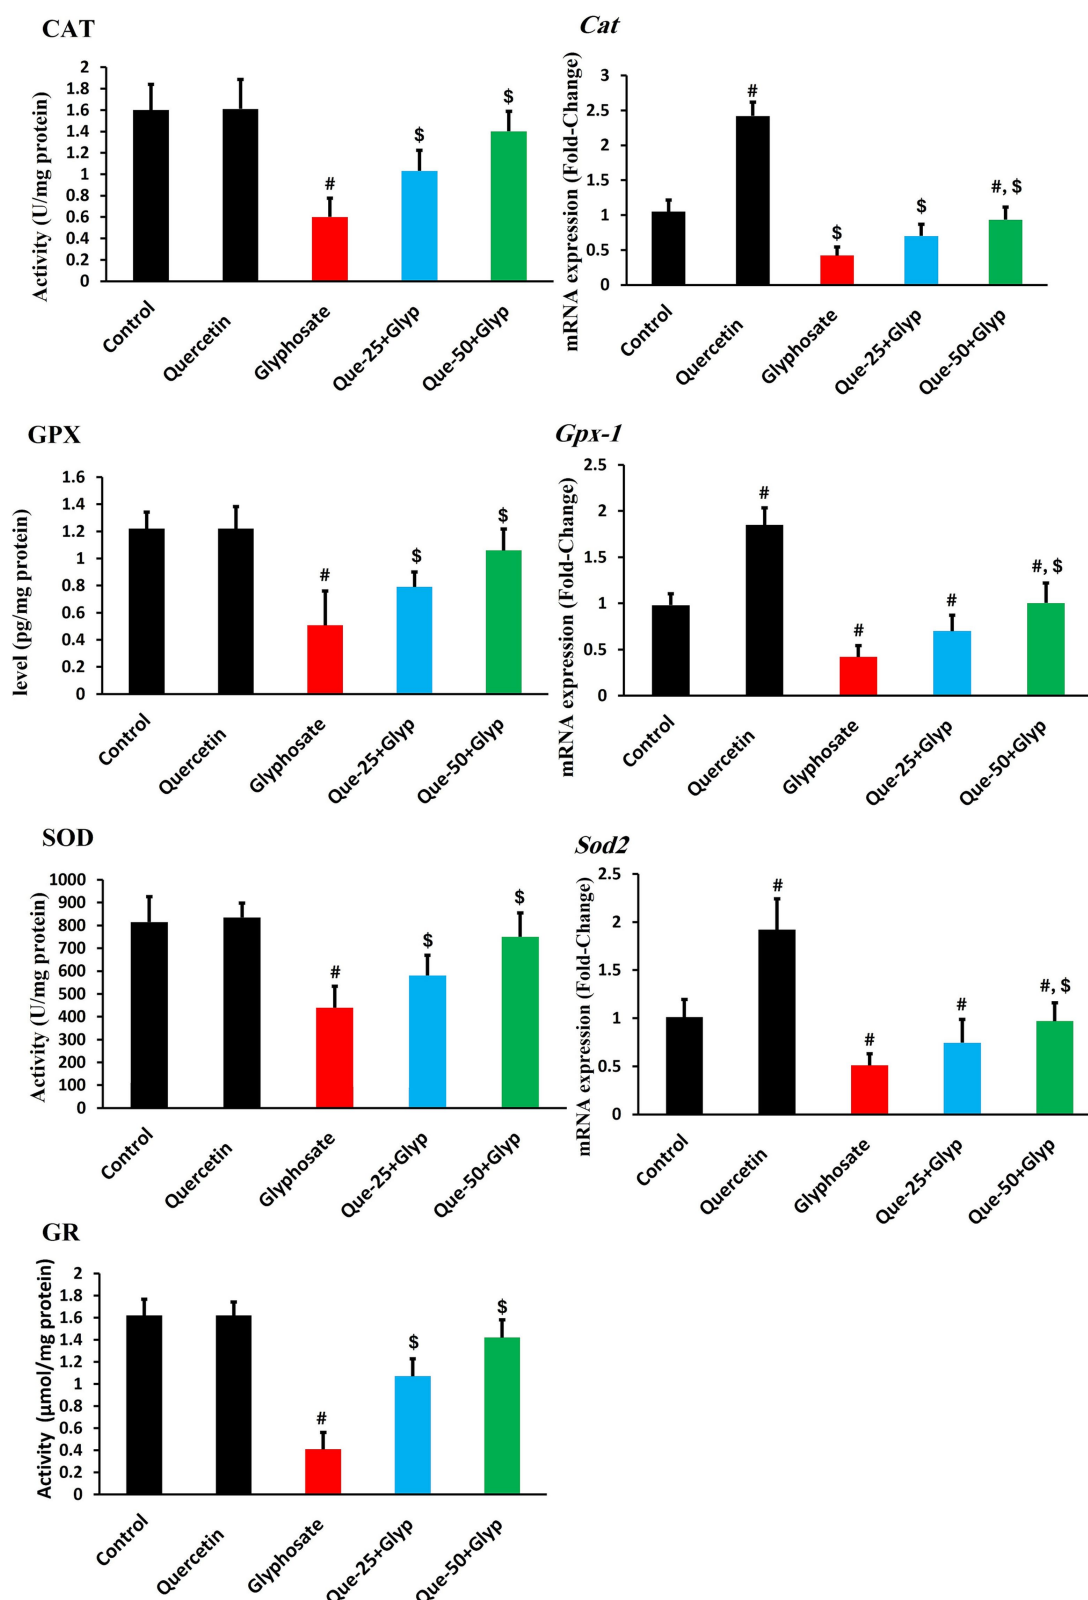 CAT
Activity (U/mg protein)
2
1.8
1.6
1.4
1.2
1
0.8
0.6
0.4
0.2
0
#
$
$
Control
Quercetin
Glyphosate
Que-25+Glyp
Que-50+Glyp
Cat
mRNA expression (Fold-Change)
3
2.5
2
1.5
1
0.5
0
#
$
$
#, $
Control
Quercetin
Glyphosate
Que-25+Glyp
Que-50+Glyp
GPX
level (pg/mg protein)
1.6
1.4
1.2
1
0.8
0.6
0.4
0.2
0
#
$
$
Control
Quercetin
Glyphosate
Que-25+Glyp
Que-50+Glyp
Gpx-1
mRNA expression (Fold-Change)
2.5
2
1.5
1
0.5
0
#
#
#
#, $
Control
Quercetin
Glyphosate
Que-25+Glyp
Que-50+Glyp
SOD
Activity (U/mg protein)
1000
900
800
700
600
500
400
300
200
100
0
#
$
$
Control
Quercetin
Glyphosate
Que-25+Glyp
Que-50+Glyp
Sod2
mRNA expression (Fold-Change)
2.5
2
1.5
1
0.5
0
#
#
#
#, $
Control
Quercetin
Glyphosate
Que-25+Glyp
Que-50+Glyp
GR
Activity (µmol/mg protein)
2
1.8
1.6
1.4
1.2
1
0.8
0.6
0.4
0.2
0
#
$
$
Control
Quercetin
Glyphosate
Que-25+Glyp
Que-50+Glyp